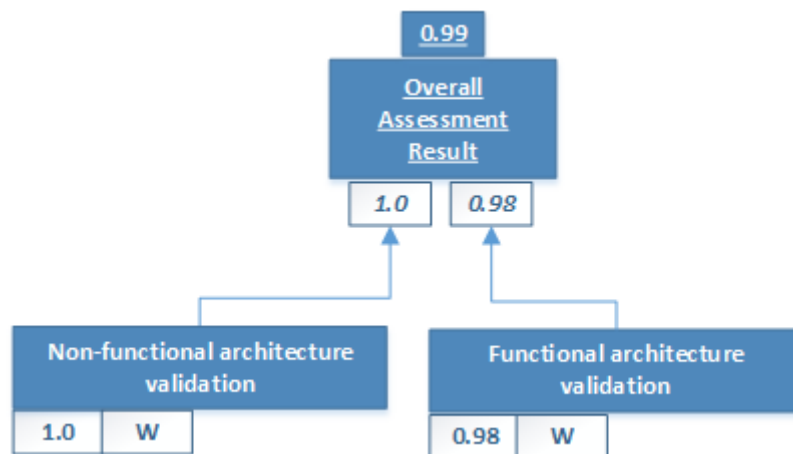 0.99
Overall
Assessment
Result
1.0 0.98
Non-functional architecture
validation
1.0 W
Functional architecture
validation
0.98 W